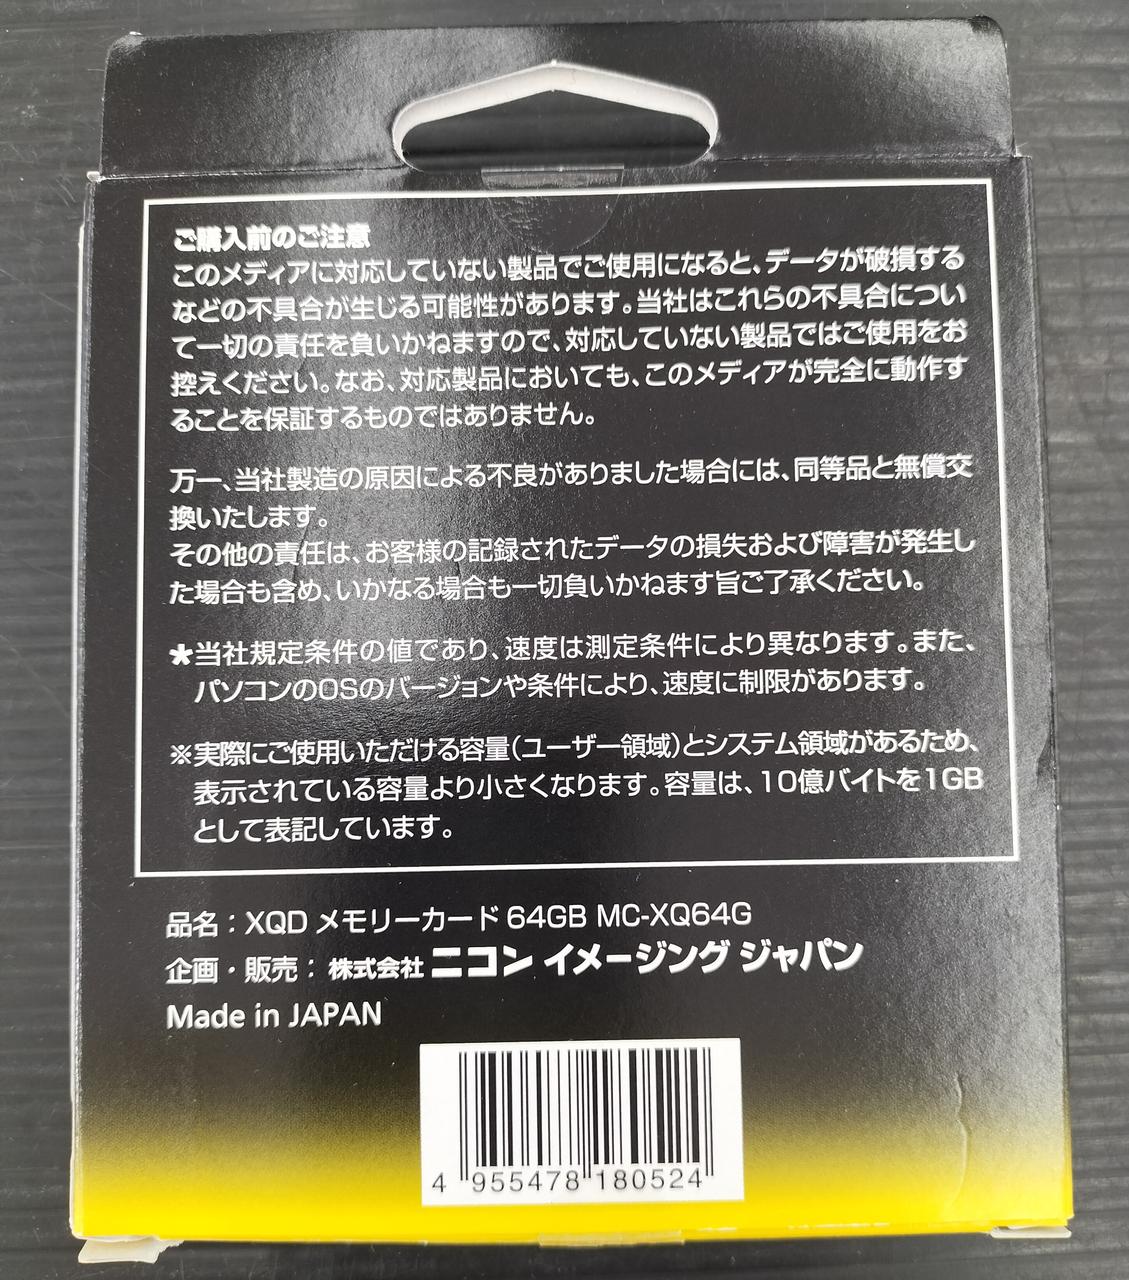 ご購入前のご注意
このメディアに対応していない製品でご使用になると、データが破損する
などの不具合が生じる可能性があります。当社はこれらの不具合につい
て一切の責任を負いかねますので、対応していない製品ではご使用をお
控えください。なお、対応製品においても、このメディアが完全に動作す
ることを保証するものではありません。
万一、当社製造の原因による不良がありました場合には、同等品と無償交
換いたします。
その他の責任は、お客様の記録されたデータの損失および障害が発生し
た場合も含め、いかなる場合も一切負いかねます旨ご了承ください。
*当社規定条件の値であり、速度は測定条件により異なります。また、
パソコンのOSのバージョンや条件により、速度に制限があります。
※実際にご使用いただける容量(ユーザー領域)とシステム領域があるため、
表示されている容量より小さくなります。容量は、10億バイトを1GB
として表記しています。
品名：XQD メモリーカード 64GB MC-XQ64G
企画・販売：株式会社 ニコン イメージング ジャパン
Made in JAPAN
4 955478 180524